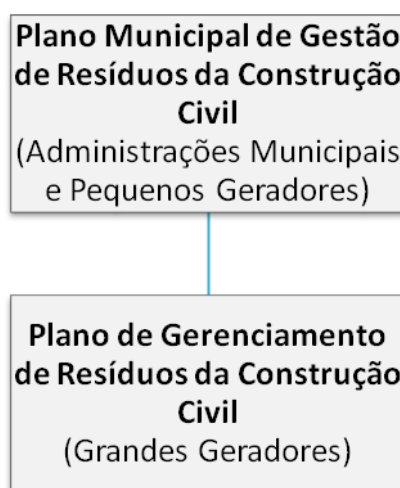 Plano Municipal de Gestão
de Resíduos da Construção
Civil
(Administrações Municipais
e Pequenos Geradores)
Plano de Gerenciamento
de Resíduos da Construção
Civil
(Grandes Geradores)